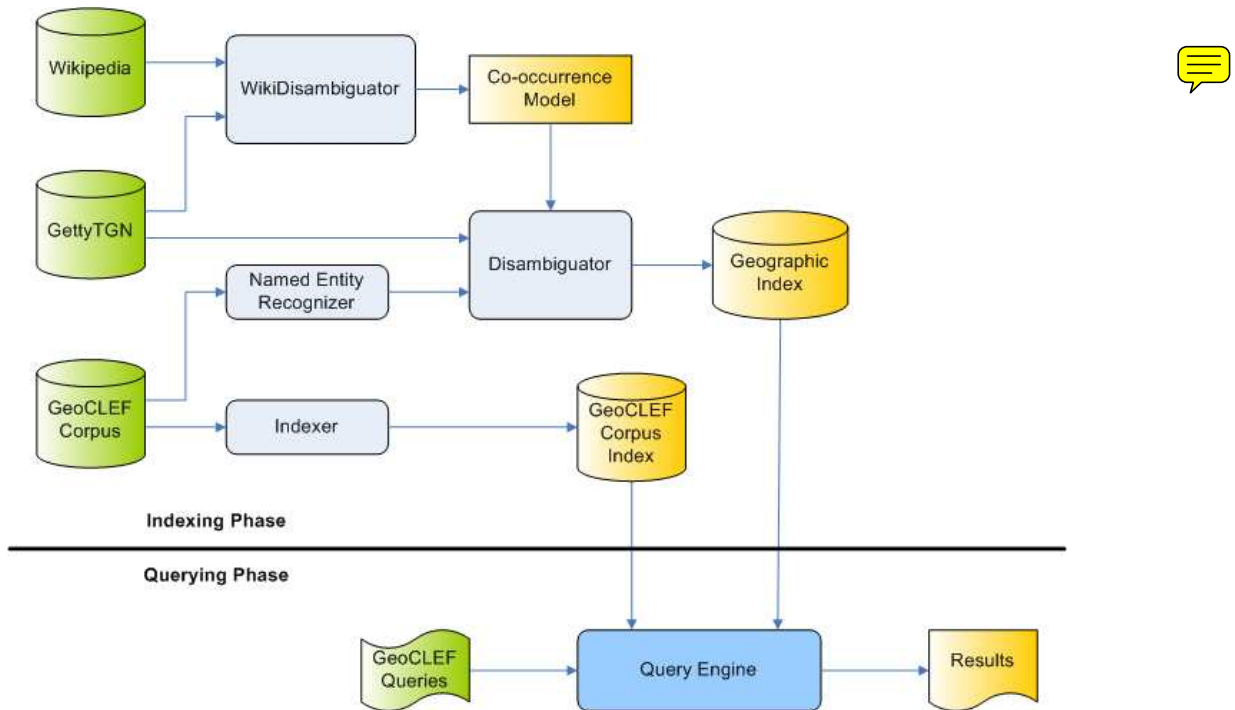 Wikipedia
WikiDisambiguator
Co-occurrence
Model
GettyTGN
Disambiguator
Geographic
Index
Named Entity
Recognizer
GeoCLEF
Corpus
Indexer
GeoCLEF
Corpus
Index
Indexing Phase
Querying Phase
GeoCLEF
Queries
Query Engine
Results